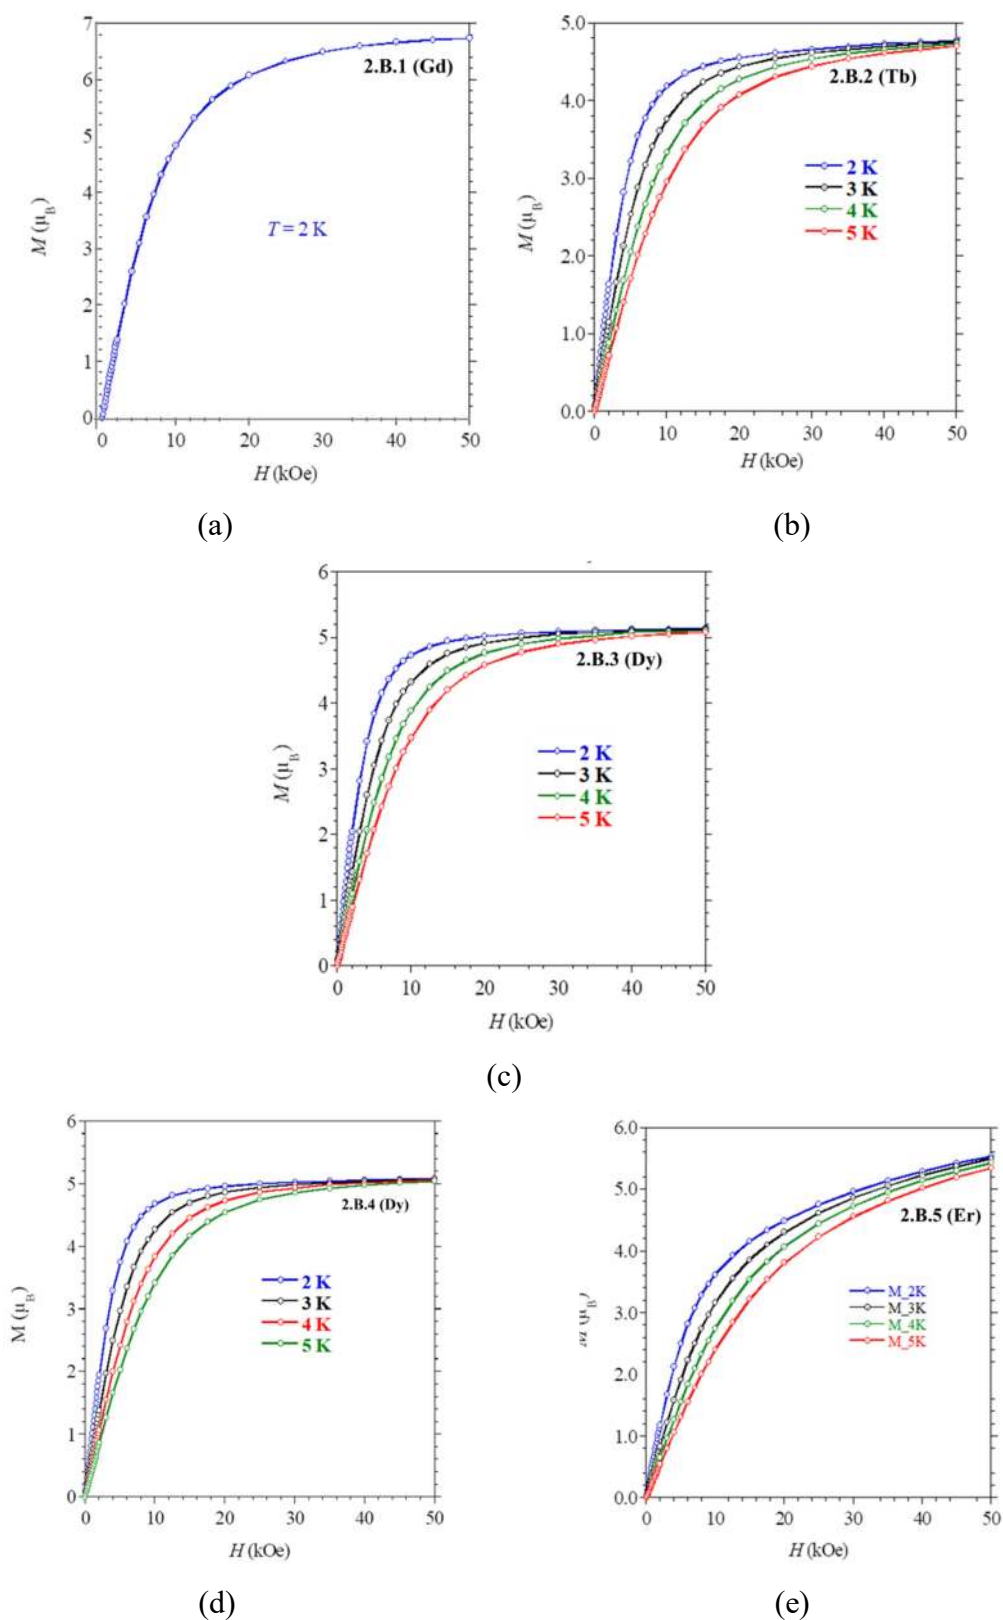 7
6
5
4
3
2
1
0
M (μB)
2.B.1 (Gd)
T = 2 K
0 10 20 30 40 50
H (kOe)
(a)
5.0
4.0
3.0
2.0
1.0
0.0
M (μB)
2.B.2 (Tb)
2 K
3 K
4 K
5 K
0 10 20 30 40 50
H (kOe)
(b)
6
5
4
3
2
1
0
M (μB)
2.B.3 (Dy)
2 K
3 K
4 K
5 K
0 10 20 30 40 50
H (kOe)
(c)
6
5
4
3
2
1
0
M (μB)
2.B.4 (Dy)
2 K
3 K
4 K
5 K
0 10 20 30 40 50
H (kOe)
(d)
6.0
5.0
4.0
3.0
2.0
1.0
0.0
M (μB)
2.B.5 (Er)
M_2K
M_3K
M_4K
M_5K
0 10 20 30 40 50
H (kOe)
(e)